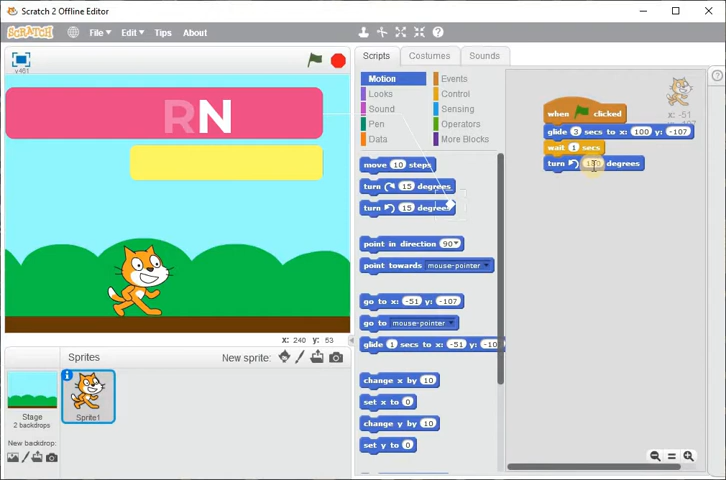 Scratch 2 Offline Editor
SCRATCH File Edit Tips About
v461
RN
Scripts Costumes Sounds
Motion Events
Looks Control
Sound Sensing
Pen Operators
Data More Blocks
move 10 steps
turn 15 degrees
turn 15 degrees
point in direction 90
point towards mouse-pointer
go to x: -51 y: -107
go to mouse-pointer
glide 1 secs to x: -51 y: -10
change x by 10
set x to 0
change y by 10
set y to 0
when clicked
glide 3 secs to x: 100 y: -107
wait 1 secs
turn degrees
x: -51
x: 240 y: 53
Sprites New sprite:
Stage
2 backdrops
New backdrop:
Sprite1